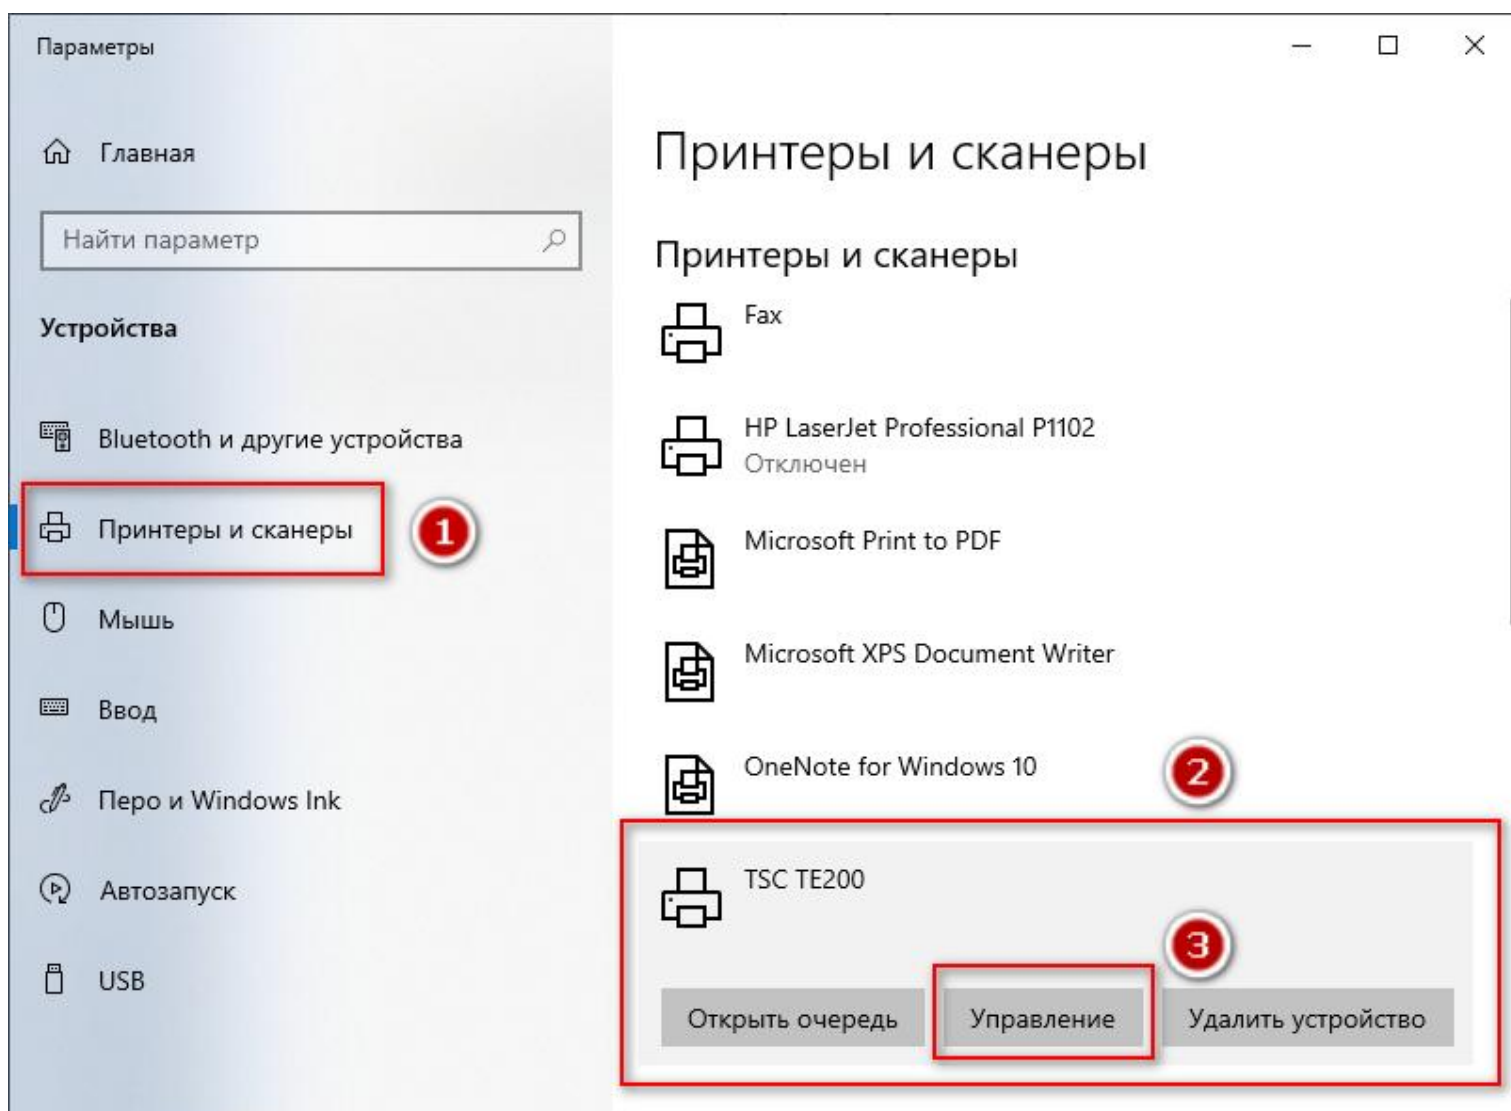 Параметры
Главная
Найти параметр
Устройства
Bluetooth и другие устройства
Принтеры и сканеры
1
Мышь
Ввод
Перо и Windows Ink
Автозапуск
USB
Принтеры и сканеры
Принтеры и сканеры
Fax
HP LaserJet Professional P1102
Отключен
Microsoft Print to PDF
Microsoft XPS Document Writer
OneNote for Windows 10
2
TSC TE200
3
Открыть очередь
Управление
Удалить устройство